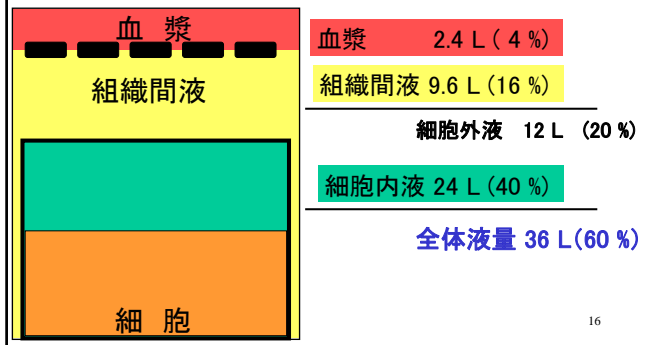 血 漿
組織間液
細 胞
血漿 2.4 L ( 4 %)
組織間液 9.6 L (16 %)
細胞外液 12 L (20 %)
細胞内液 24 L (40 %)
全体液量 36 L(60 %)
16